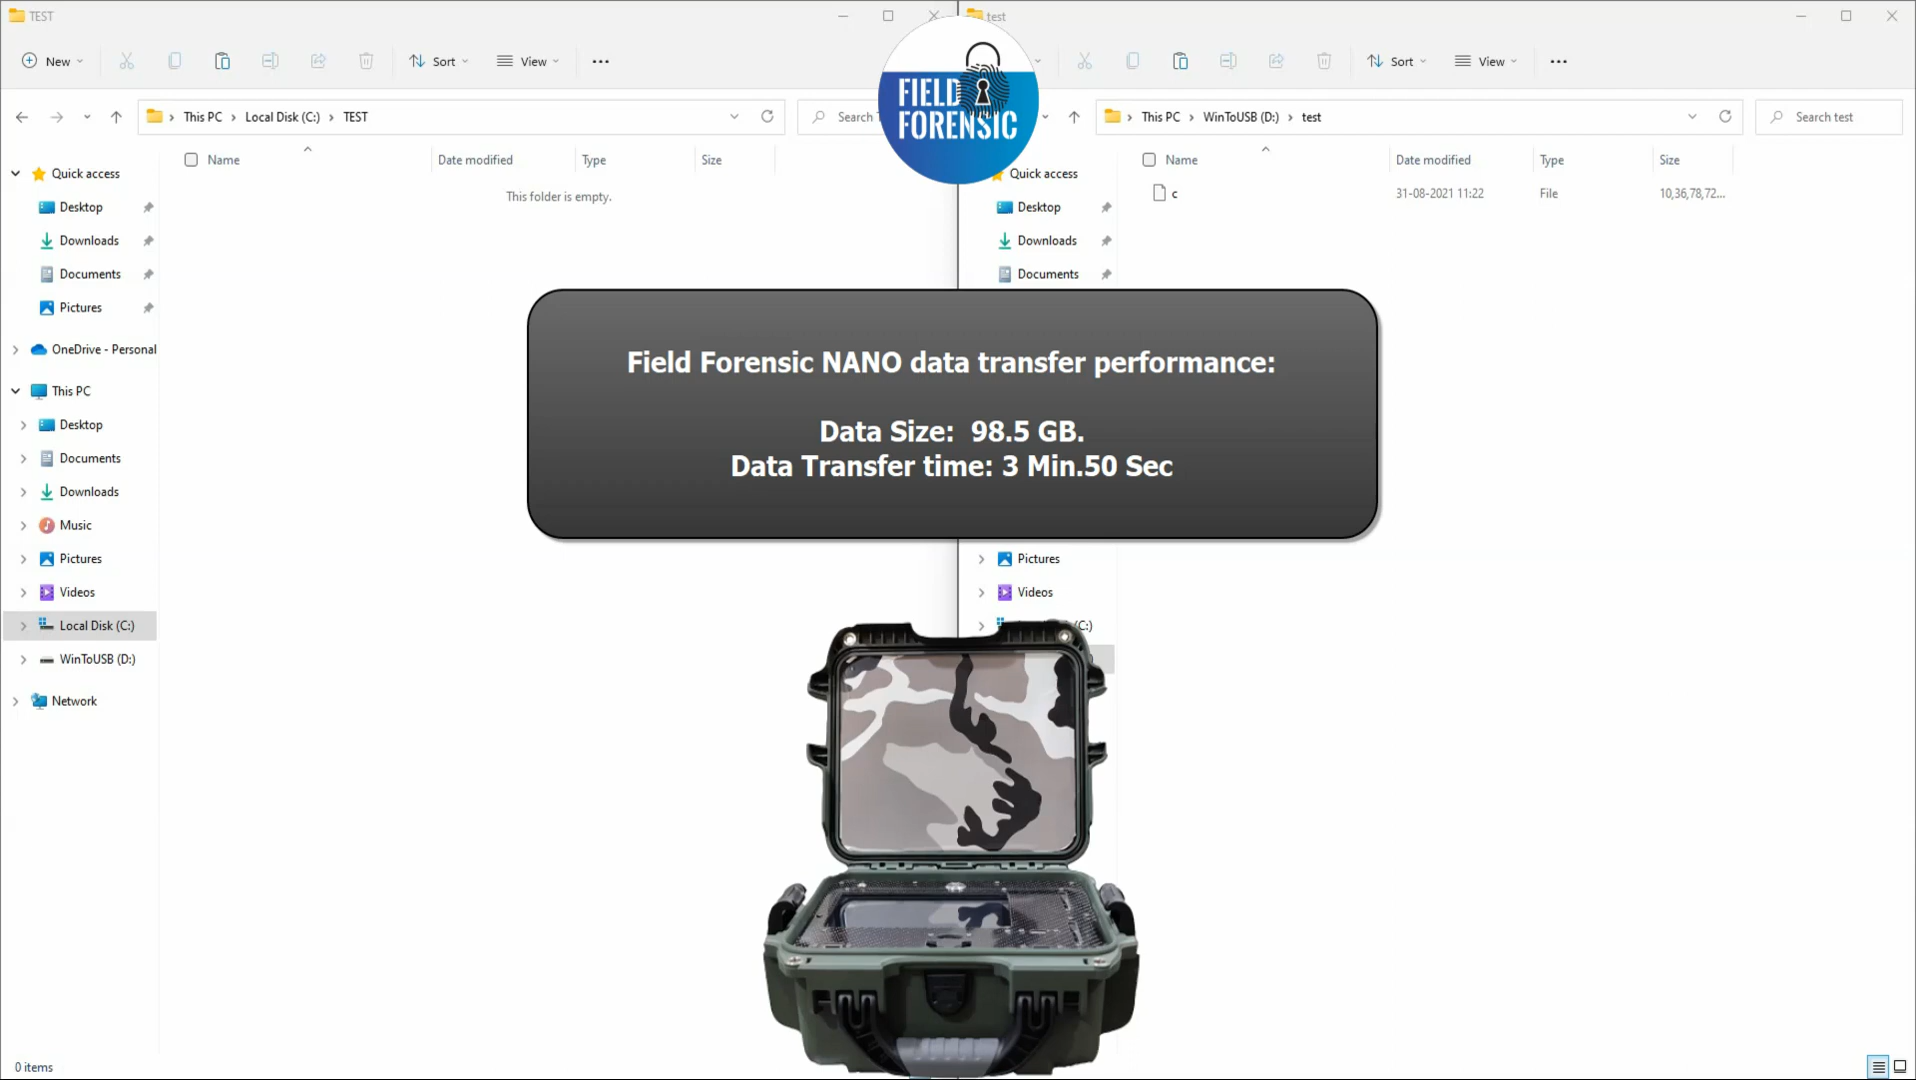 TEST
New
Sort
View
This PC
Local Disk (C:)
TEST
Search
Name
Date modified
Type
Size
This folder is empty.
Quick access
Desktop
Downloads
Documents
Pictures
OneDrive - Personal
This PC
Desktop
Documents
Downloads
Music
Pictures
Videos
Local Disk (C:)
WinToUSB (D:)
Network
0 items
FIELD
FORENSIC
test
Sort
View
This PC
WinToUSB (D:)
test
Search test
Name
Date modified
Type
Size
c
31-08-2021 11:22
File
10,36,78,72...
Quick access
Desktop
Downloads
Documents
Pictures
Videos
(C:)
Field Forensic NANO data transfer performance:
Data Size: 98.5 GB.
Data Transfer time: 3 Min.50 Sec